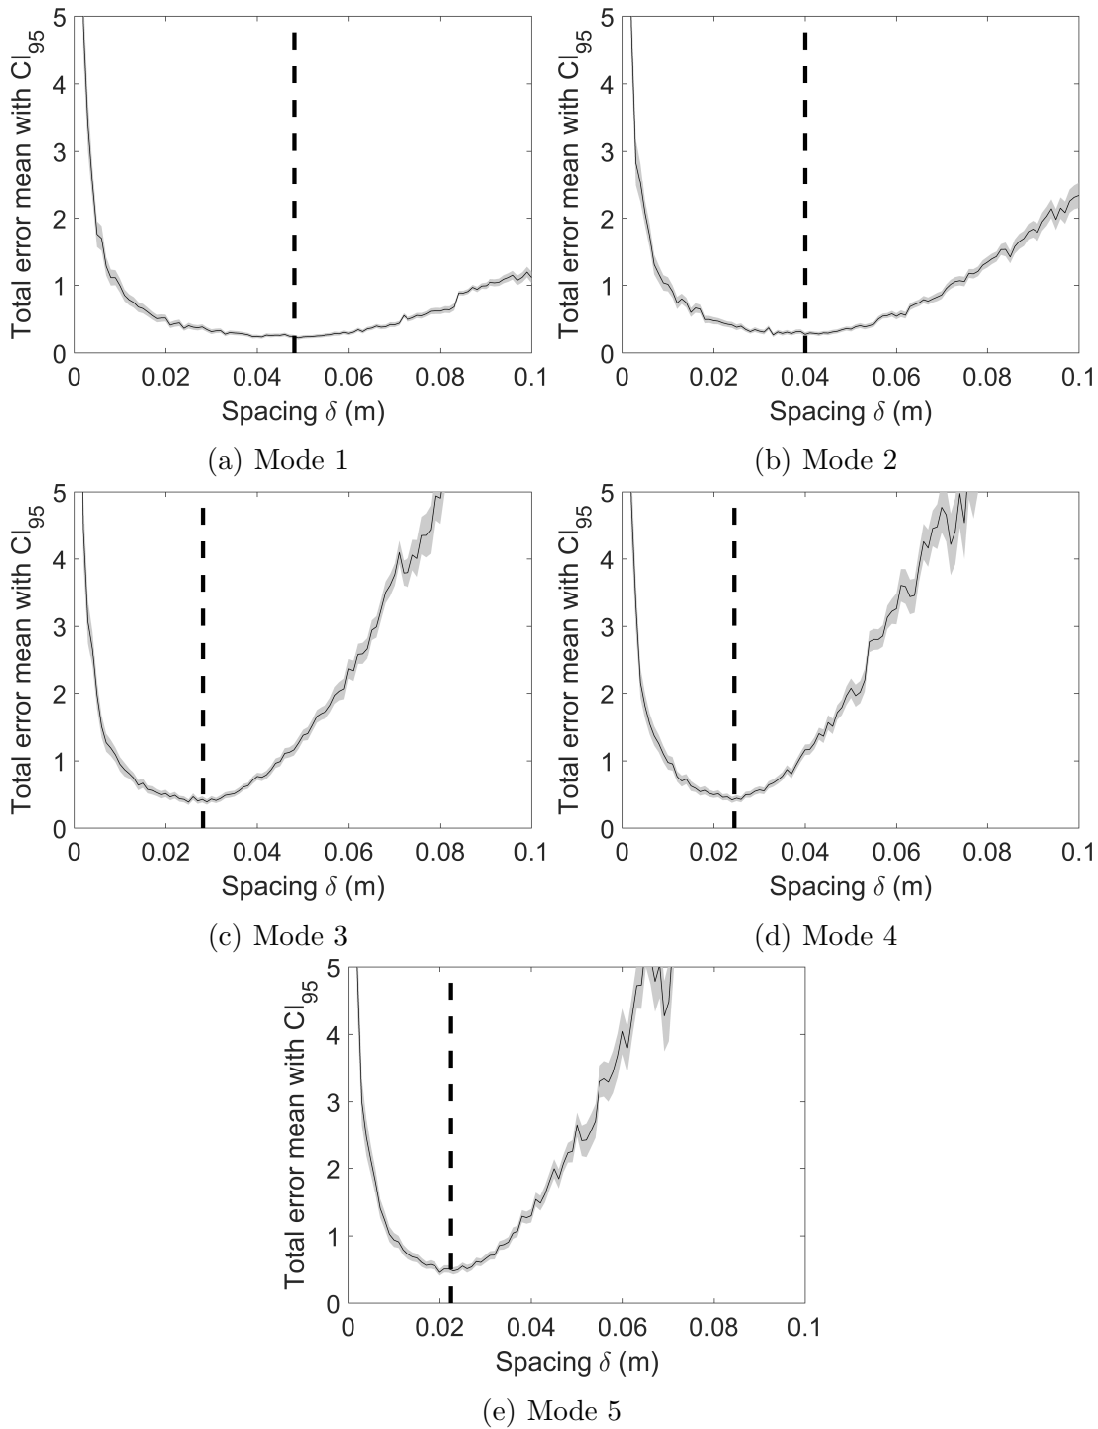 5
4
3
2
1
0
Total error mean with CI95
0 0.02 0.04 0.06 0.08 0.1
Spacing δ (m)
(a) Mode 1
5
4
3
2
1
0
Total error mean with CI95
0 0.02 0.04 0.06 0.08 0.1
Spacing δ (m)
(b) Mode 2
5
4
3
2
1
0
Total error mean with CI95
0 0.02 0.04 0.06 0.08 0.1
Spacing δ (m)
(c) Mode 3
5
4
3
2
1
0
Total error mean with CI95
0 0.02 0.04 0.06 0.08 0.1
Spacing δ (m)
(d) Mode 4
5
4
3
2
1
0
Total error mean with CI95
0 0.02 0.04 0.06 0.08 0.1
Spacing δ (m)
(e) Mode 5